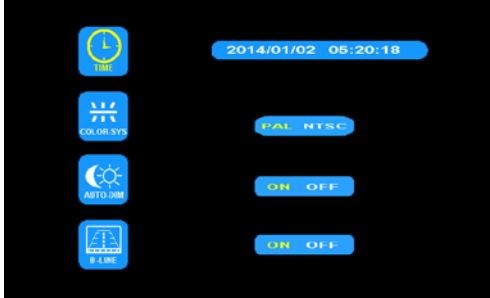 TIME
2014/01/02 05:20:18
COLOR-SYS
PAL NTSC
AUTO-DIM
ON OFF
B-LINE
ON OFF